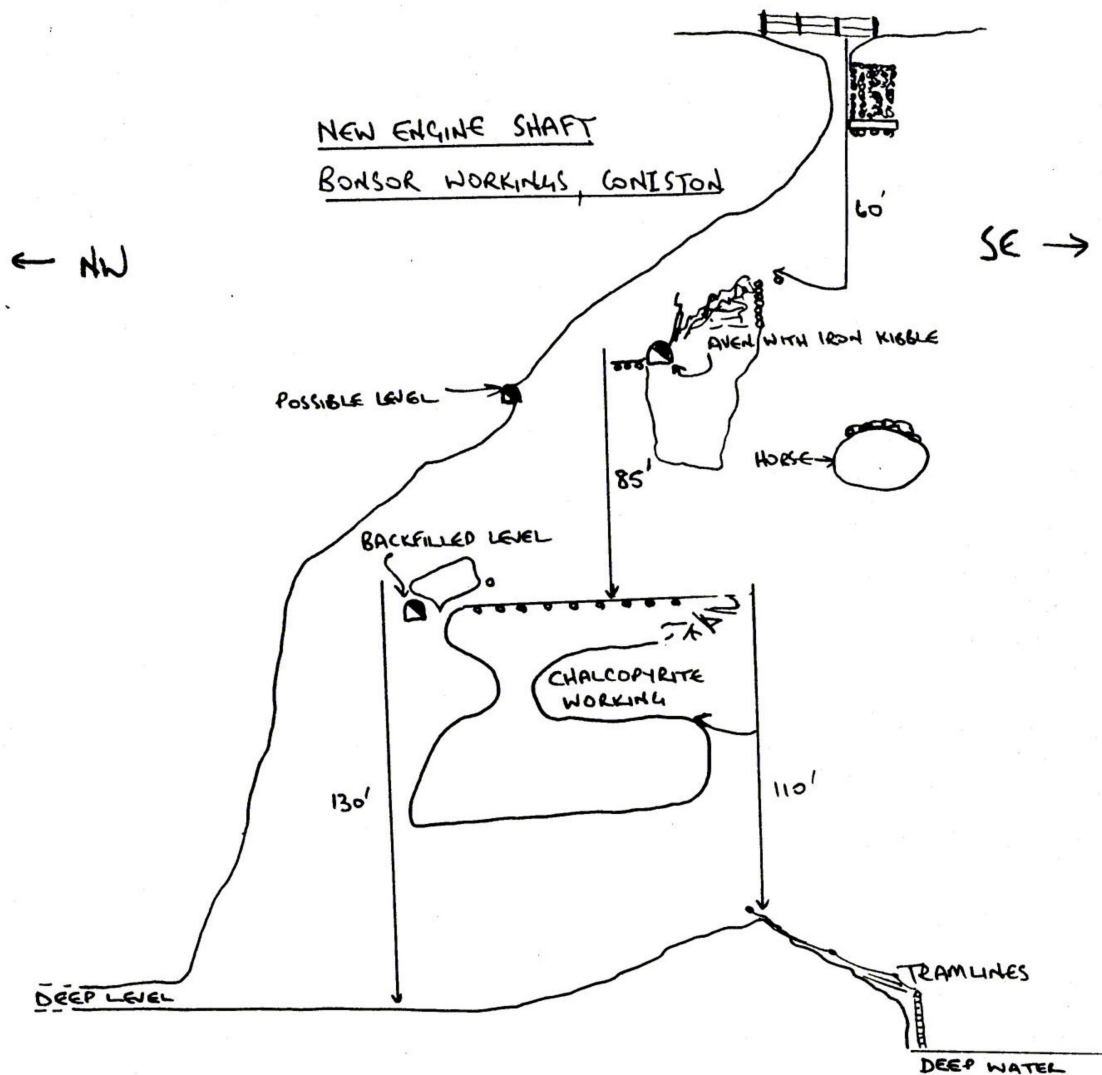 NEW ENGINE SHAFT
BONSOR WORKINGS, CONISTON
← NW
SE →
60'
AVEN WITH IRON KIBBLE
POSSIBLE LEVEL
85'
HORSE
BACKFILLED LEVEL
CHALCOPYRITE
WORKING
130'
110'
TRAMLINES
DEEP LEVEL
DEEP WATER